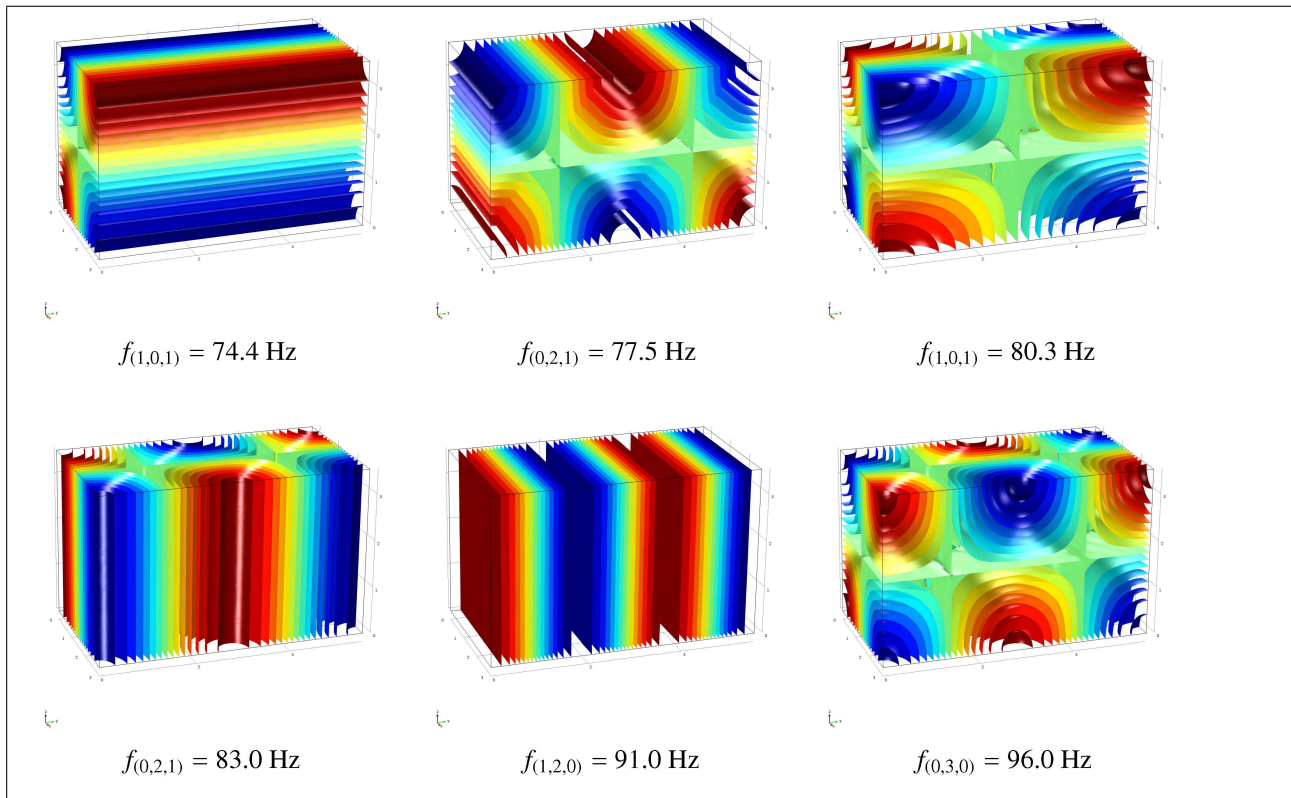 f(1,0,1) = 74.4 Hz
f(0,2,1) = 77.5 Hz
f(1,0,1) = 80.3 Hz
f(0,2,1) = 83.0 Hz
f(1,2,0) = 91.0 Hz
f(0,3,0) = 96.0 Hz